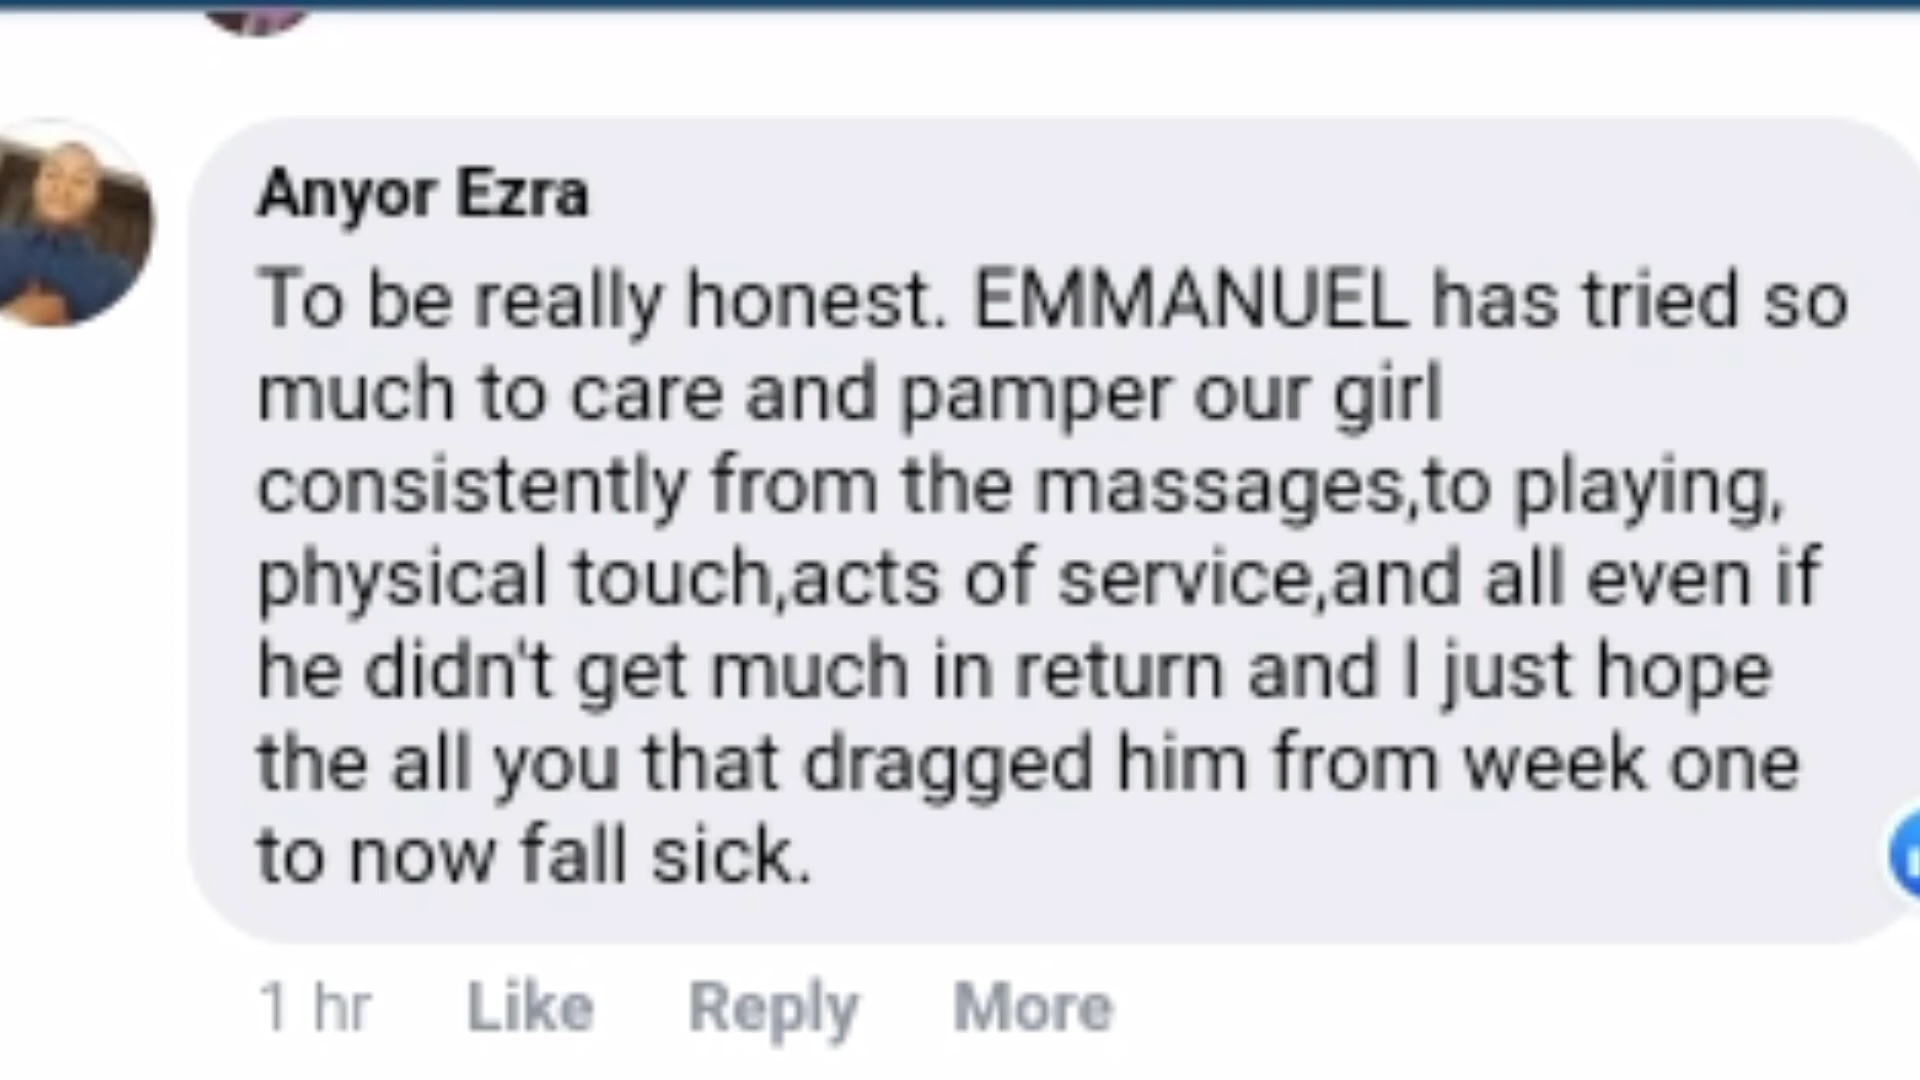 Anyor Ezra
To be really honest. EMMANUEL has tried so
much to care and pamper our girl
consistently from the massages,to playing,
physical touch,acts of service,and all even if
he didn't get much in return and I just hope
the all you that dragged him from week one
to now fall sick.
1 hr Like Reply More